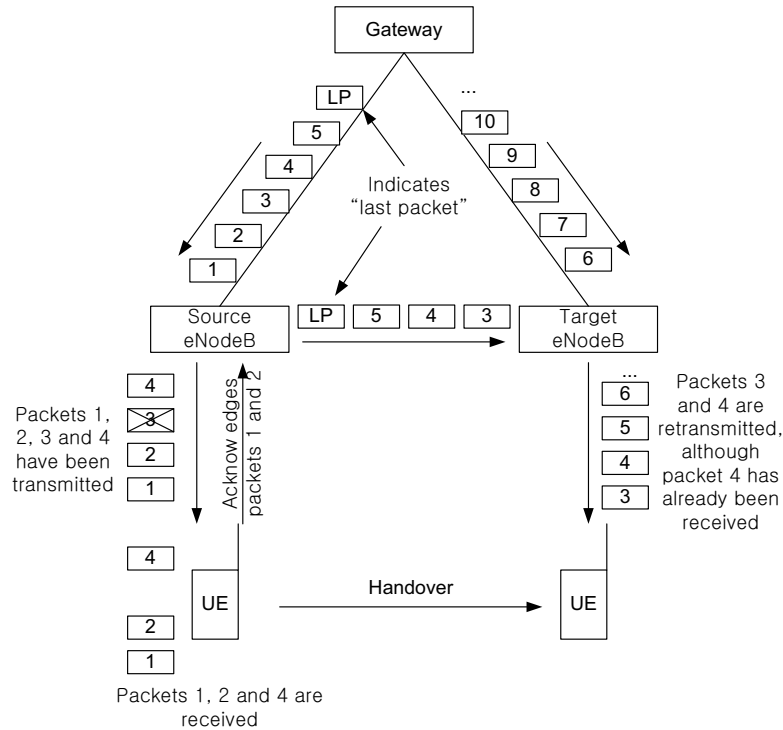 Gateway
LP
5
4
3
2
1
...
10
9
8
7
6
Indicates
“last packet”
Source
eNodeB
LP
5
4
3
Target
eNodeB
4
3
2
1
Packets 1,
2, 3 and 4
have been
transmitted
Acknow edges
packets 1 and 2
...
6
5
4
3
Packets 3
and 4 are
retransmitted,
although
packet 4 has
already been
received
4
2
1
UE
Handover
UE
Packets 1, 2 and 4 are
received